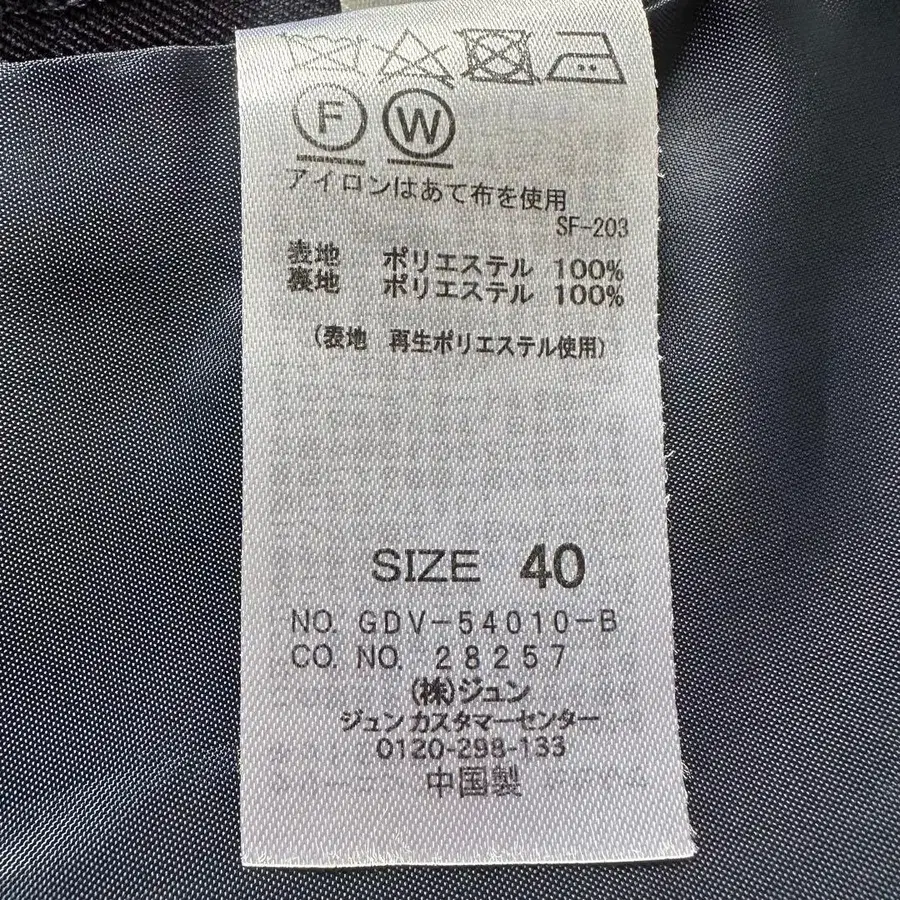 F W
アイロンはあて布を使用
SF-203
表地 ポリエステル 100%
裏地 ポリエステル 100%
(表地 再生ポリエステル使用)
SIZE 40
NO. GDV-54010-B
CO. NO. 28257
(株)ジュン
ジュンカスタマーセンター
0120-298-133
中国製